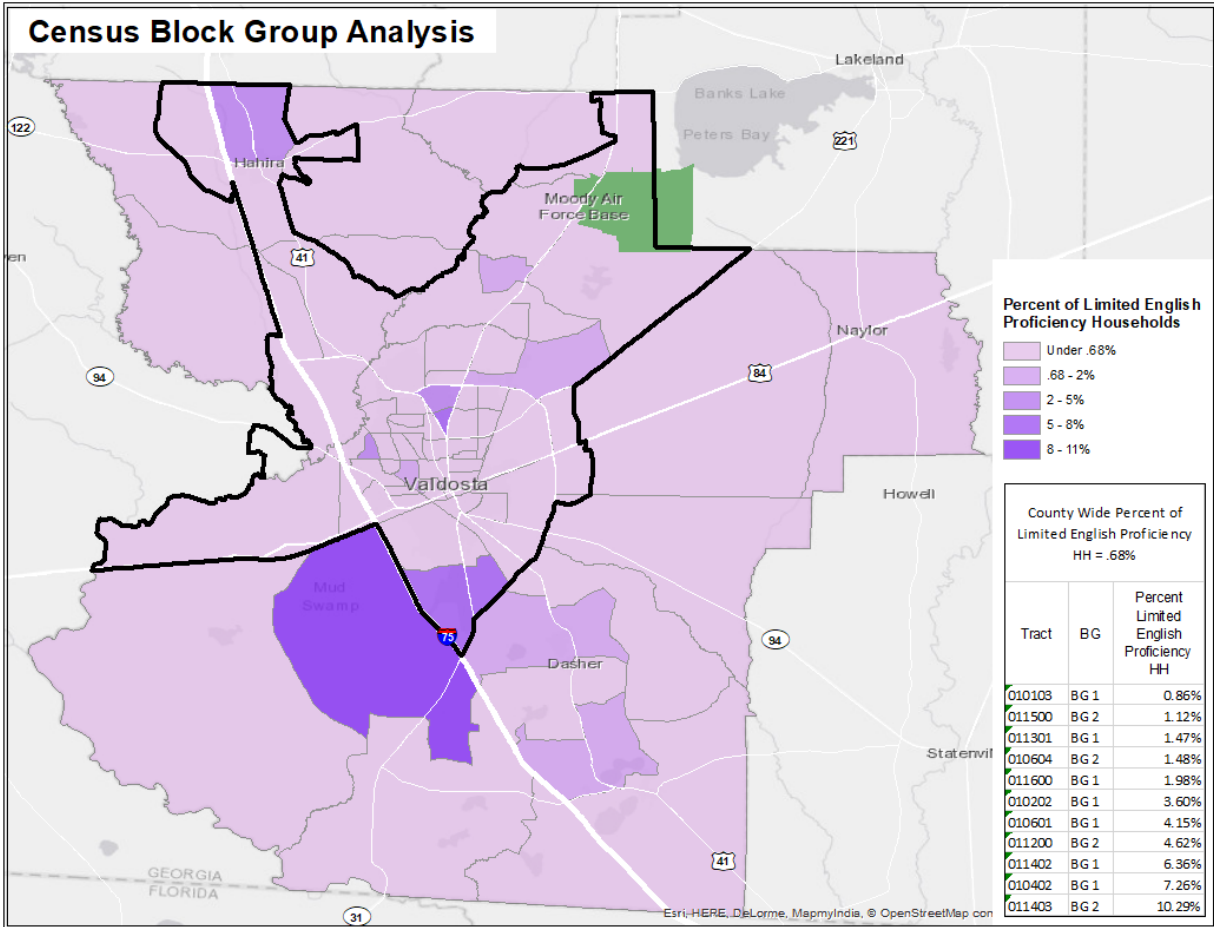 Census Block Group Analysis
Lakeland
Banks Lake
122
Peters Bay
221
Hahira
Moody Air
Force Base
en
41
Naylor
94
84
Valdosta
Howell
Mud
Swamp
75
94
Dasher
Statenvil
41
GEORGIA
FLORIDA
31
Esri, HERE, DeLorme, MapmyIndia, © OpenStreetMap con
Percent of Limited English
Proficiency Households
Under .68%
.68 - 2%
2 - 5%
5 - 8%
8 - 11%
County Wide Percent of
Limited English Proficiency
HH = .68%
Tract BG Percent
Limited
English
Proficiency
HH
010103 BG 1 0.86%
011500 BG 2 1.12%
011301 BG 1 1.47%
010604 BG 2 1.48%
011600 BG 1 1.98%
010202 BG 1 3.60%
010601 BG 1 4.15%
011200 BG 2 4.62%
011402 BG 1 6.36%
010402 BG 1 7.26%
011403 BG 2 10.29%